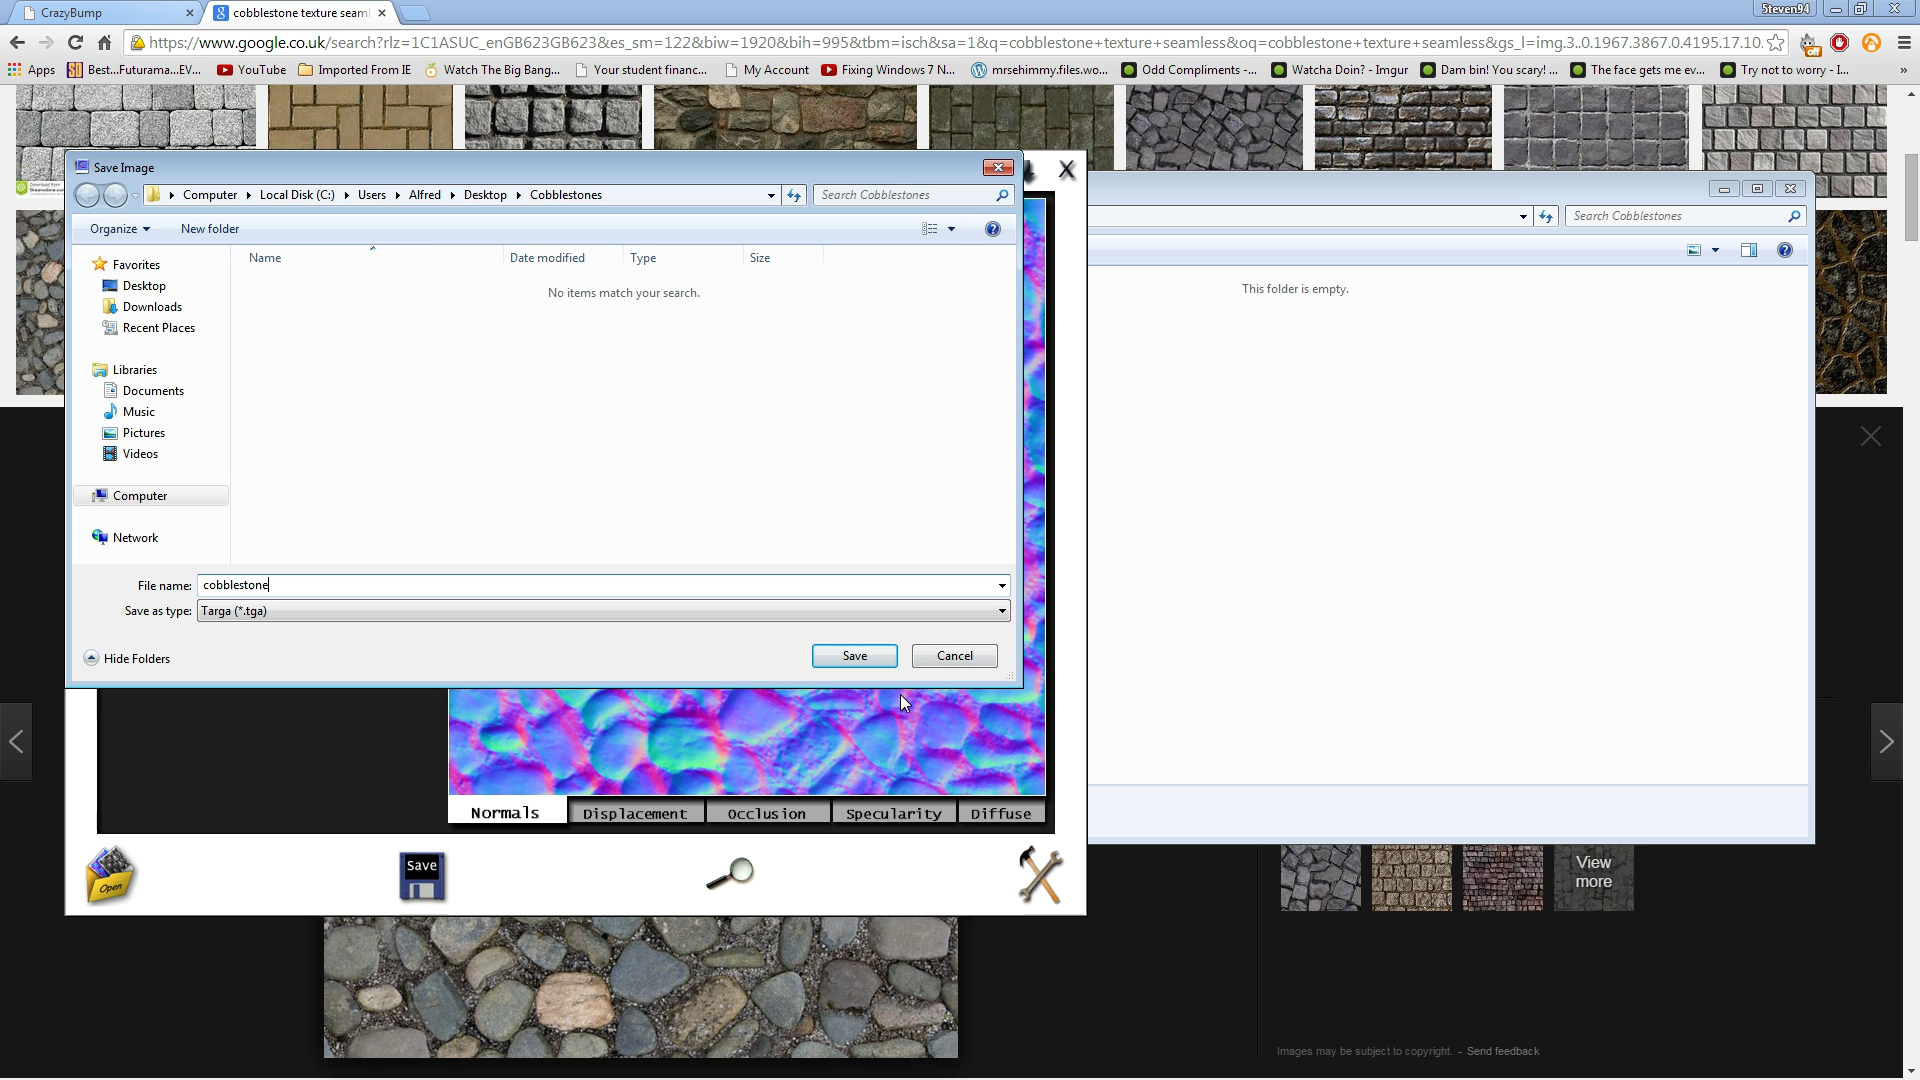 CrazyBump
cobblestone texture seaml
5teven94
https://www.google.co.uk/search?rlz=1C1ASUC_enGB623GB623&es_sm=122&biw=1920&bih=995&tbm=isch&sa=1&q=cobblestone+texture+seamless&oq=cobblestone+texture+seamless&gs_l=img.3..0.1967.3867.0.4195.17.10.
Apps
Best...Futurama...EV...
YouTube
Imported From IE
Watch The Big Bang...
Your student financ...
My Account
Fixing Windows 7 N...
mrsehimmy.files.wo...
Odd Compliments -...
Watcha Doin? - Imgur
Dam bin! You scary! ...
The face gets me ev...
Try not to worry - I...
»
Save Image
Computer
Local Disk (C:)
Users
Alfred
Desktop
Cobblestones
Search Cobblestones
Search Cobblestones
Organize
New folder
Name
Date modified
Type
Size
No items match your search.
This folder is empty.
Favorites
Desktop
Downloads
Recent Places
Libraries
Documents
Music
Pictures
Videos
Computer
Network
File name: cobblestone
Save as type: Targa (*.tga)
Hide Folders
Save
Cancel
X
Normals
Displacement
Occlusion
Specularity
Diffuse
Open
Save
View
more
Images may be subject to copyright. - Send feedback